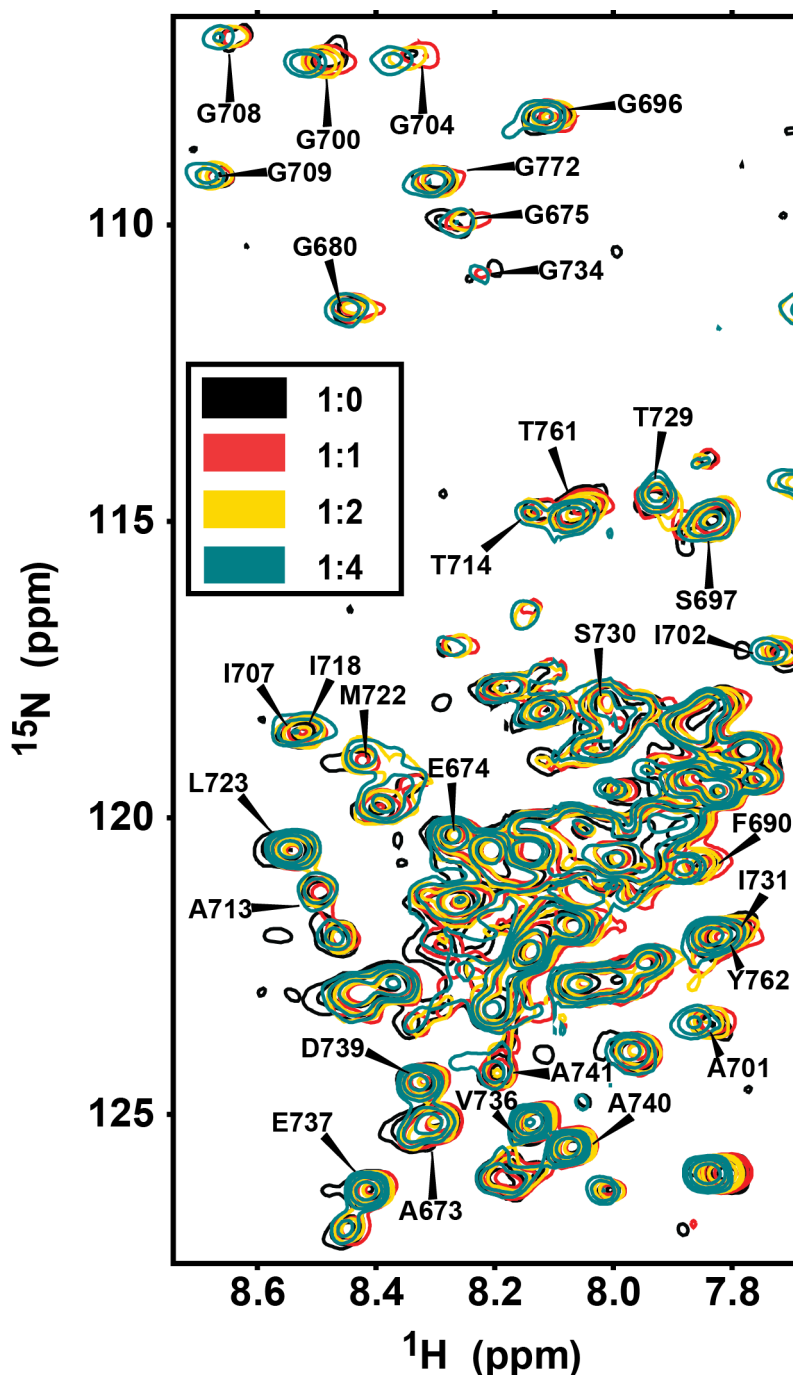 G708
G700
G704
G696
G709
G772
G675
G680
G734
110
1:0
1:1
1:2
1:4
T761
T729
T714
S697
115
I707
I718
M722
S730
I702
E674
L723
120
F690
A713
I731
Y762
D739
A741
A701
V736
A740
E737
A673
125
15N (ppm)
8.6 8.4 8.2 8.0 7.8
1H (ppm)